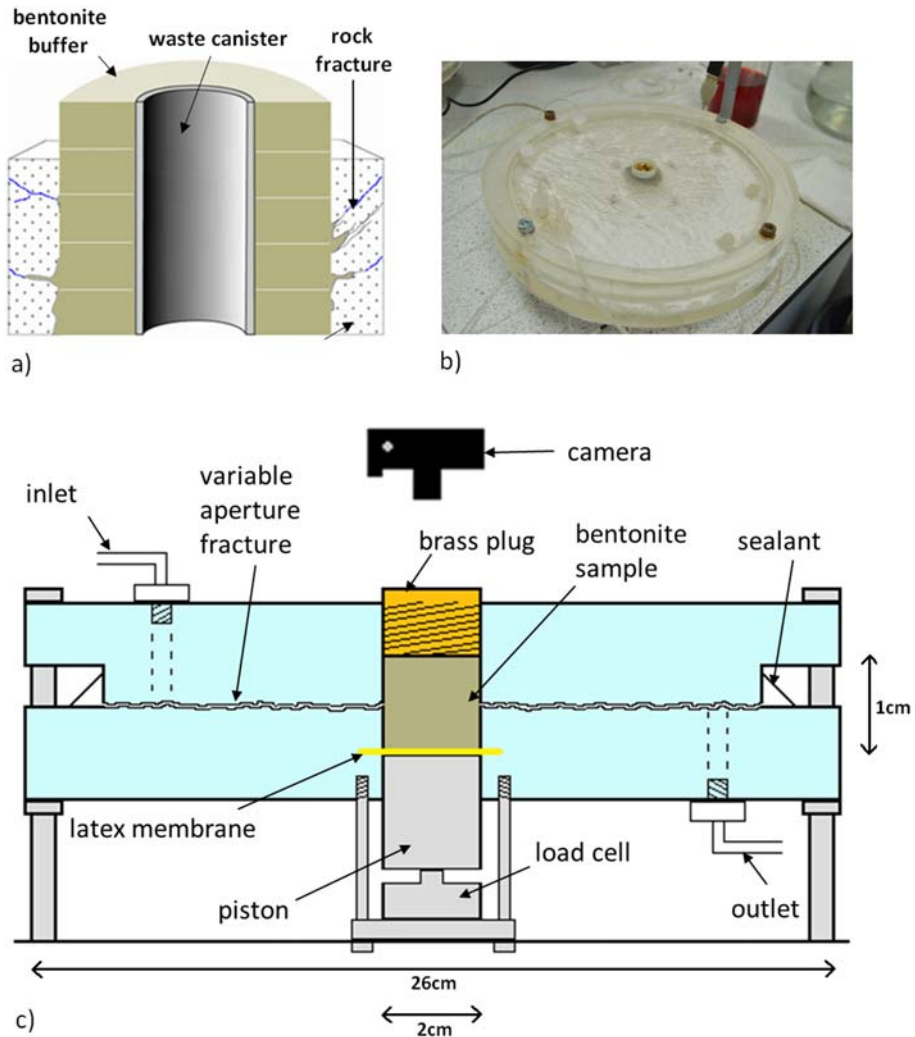 bentonite
buffer
waste canister
rock
fracture
a)
b)
camera
inlet
variable
aperture
fracture
brass plug
bentonite
sample
sealant
1cm
latex membrane
piston
load cell
outlet
26cm
2cm
c)